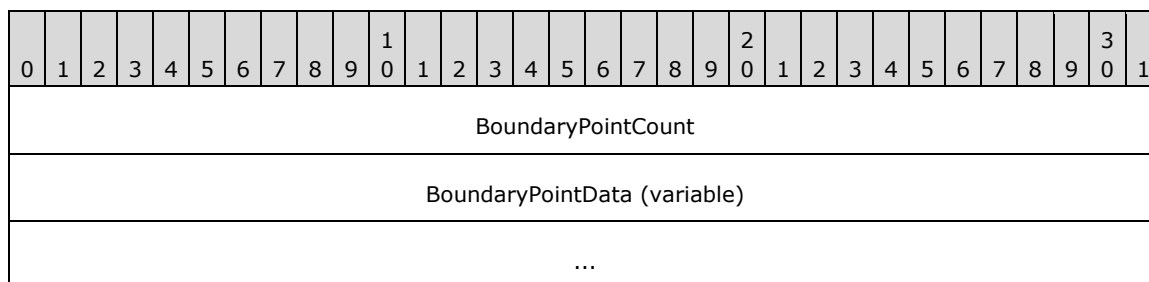 1 2 3
0 1 2 3 4 5 6 7 8 9 0 1 2 3 4 5 6 7 8 9 0 1 2 3 4 5 6 7 8 9 0 1
BoundaryPointCount
BoundaryPointData (variable)
...